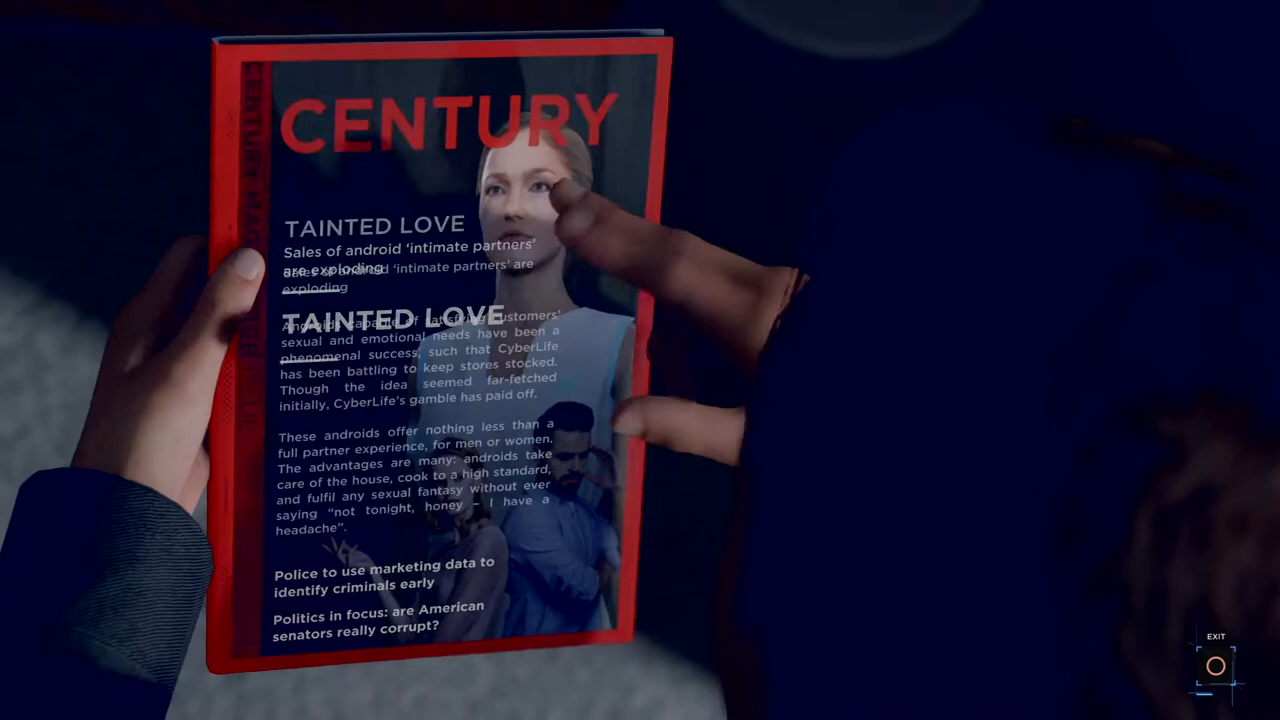 CENTURY
TAINTED LOVE
Sales of android ‘intimate partners’
are exploding
Sales of android ‘intimate partners’ are
exploding
TAINTED LOVE
Androids capable of satisfying customers’
sexual and emotional needs have been a
phenomenal success, such that CyberLife
has been battling to keep stores stocked.
Though the idea seemed far-fetched
initially, CyberLife’s gamble has paid off.
These androids offer nothing less than a
full partner experience, for men or women.
The advantages are many: androids take
care of the house, cook to a high standard,
and fulfil any sexual fantasy without ever
saying “not tonight, honey – I have a
headache”.
Police to use marketing data to
identify criminals early
Politics in focus: are American
senators really corrupt?
EXIT